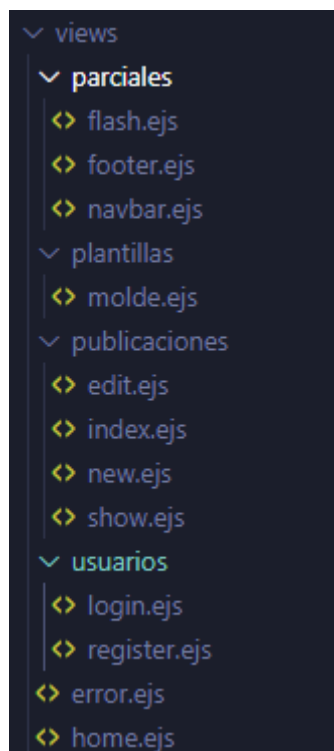 views
parciales
flash.ejs
footer.ejs
navbar.ejs
plantillas
molde.ejs
publicaciones
edit.ejs
index.ejs
new.ejs
show.ejs
usuarios
login.ejs
register.ejs
error.ejs
home.ejs